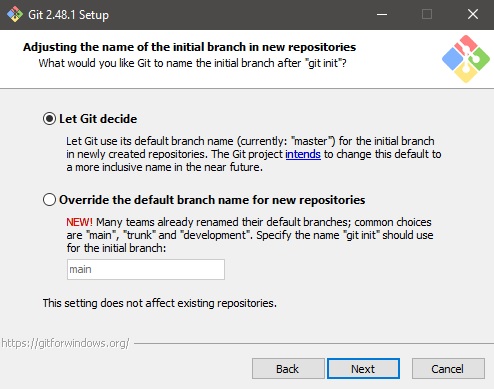 Git 2.48.1 Setup
Adjusting the name of the initial branch in new repositories
What would you like Git to name the initial branch after "git init"?
Let Git decide
Let Git use its default branch name (currently: "master") for the initial branch
in newly created repositories. The Git project intends to change this default to
a more inclusive name in the near future.
Override the default branch name for new repositories
NEW! Many teams already renamed their default branches; common choices
are "main", "trunk" and "development". Specify the name "git init" should use
for the initial branch:
main
This setting does not affect existing repositories.
https://gitforwindows.org/
Back Next Cancel